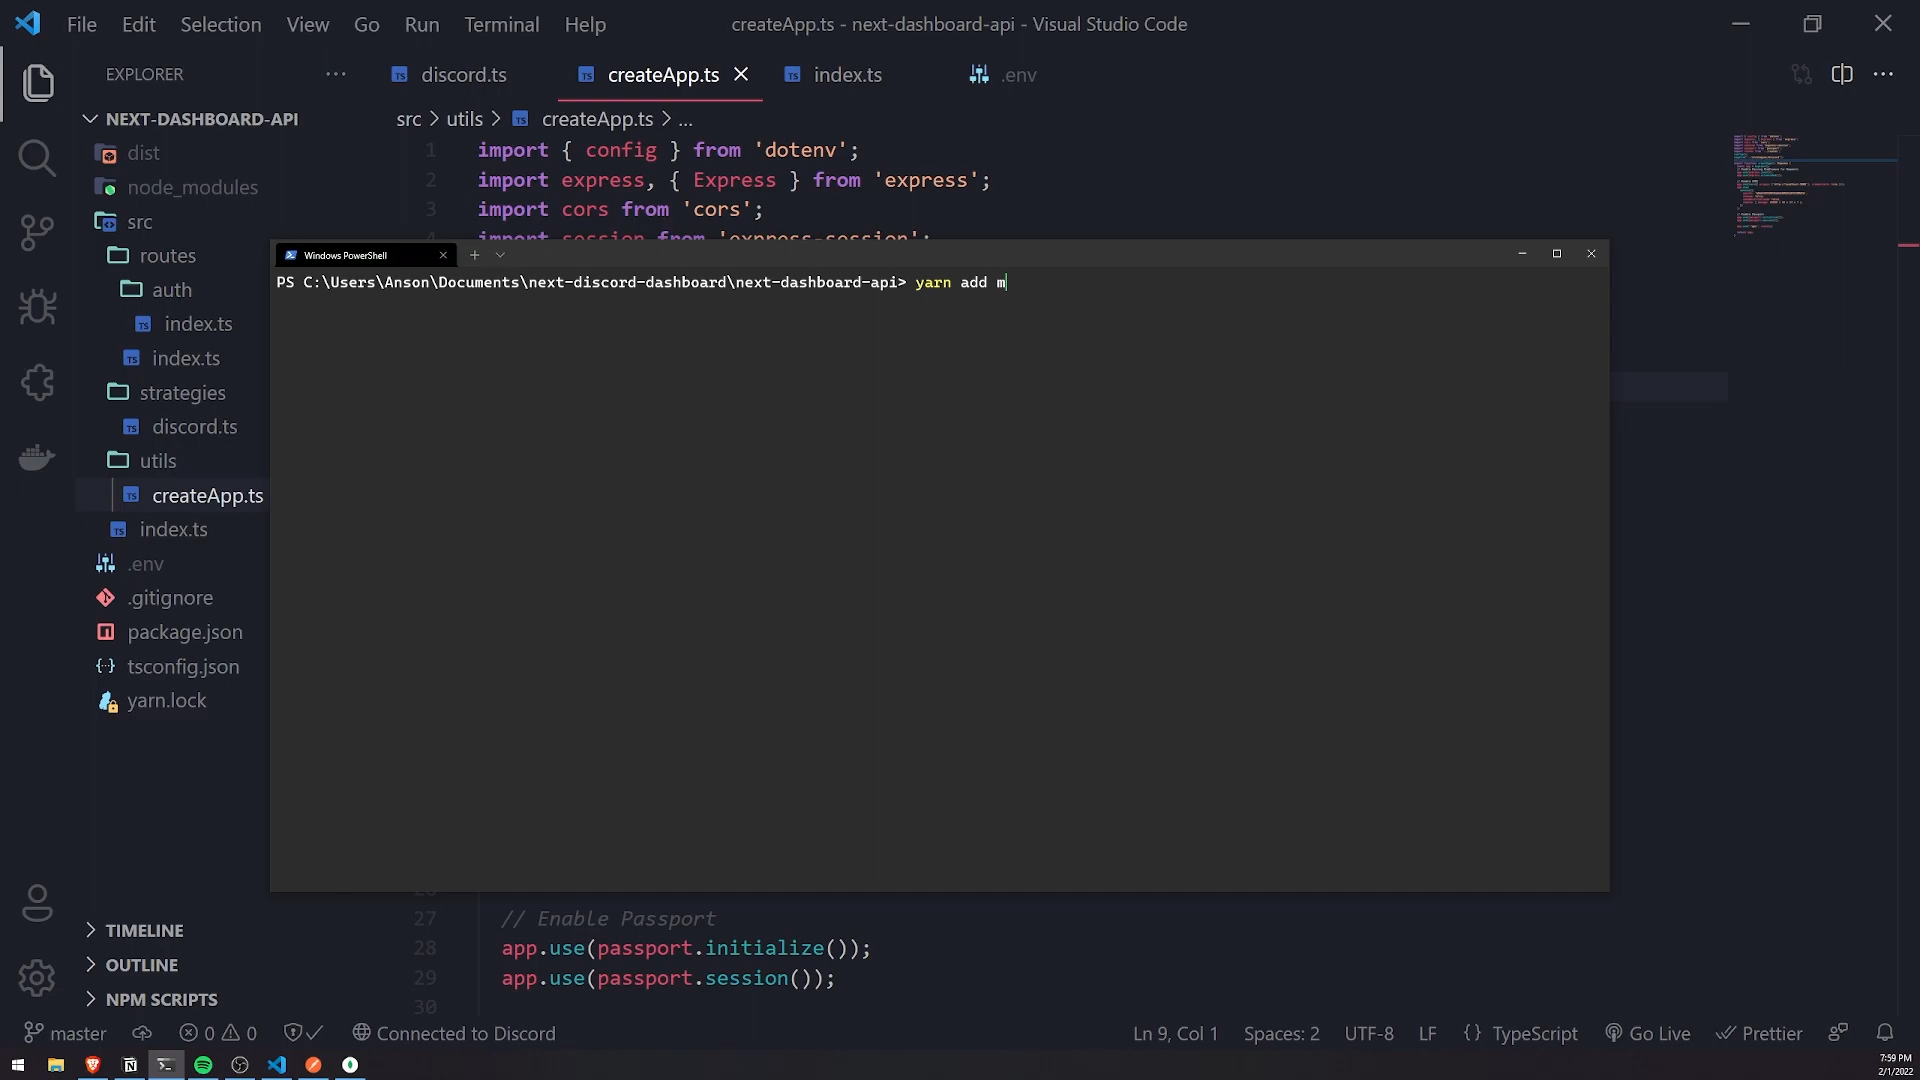 File Edit Selection View Go Run Terminal Help
createApp.ts - next-dashboard-api - Visual Studio Code
EXPLORER
discord.ts
createApp.ts
index.ts
.env
NEXT-DASHBOARD-API
dist
node_modules
src
routes
auth
index.ts
index.ts
strategies
discord.ts
utils
createApp.ts
index.ts
.env
.gitignore
package.json
tsconfig.json
yarn.lock
src > utils > createApp.ts > ...
1 import { config } from 'dotenv';
2 import express, { Express } from 'express';
3 import cors from 'cors';
4 import session from 'express-session';
Windows PowerShell
PS C:\Users\Anson\Documents\next-discord-dashboard\next-dashboard-api> yarn add m
27 // Enable Passport
28 app.use(passport.initialize());
29 app.use(passport.session());
30
TIMELINE
OUTLINE
NPM SCRIPTS
master
0 0
Connected to Discord
Ln 9, Col 1 Spaces: 2 UTF-8 LF {} TypeScript Go Live Prettier
7:59 PM
2/1/2022